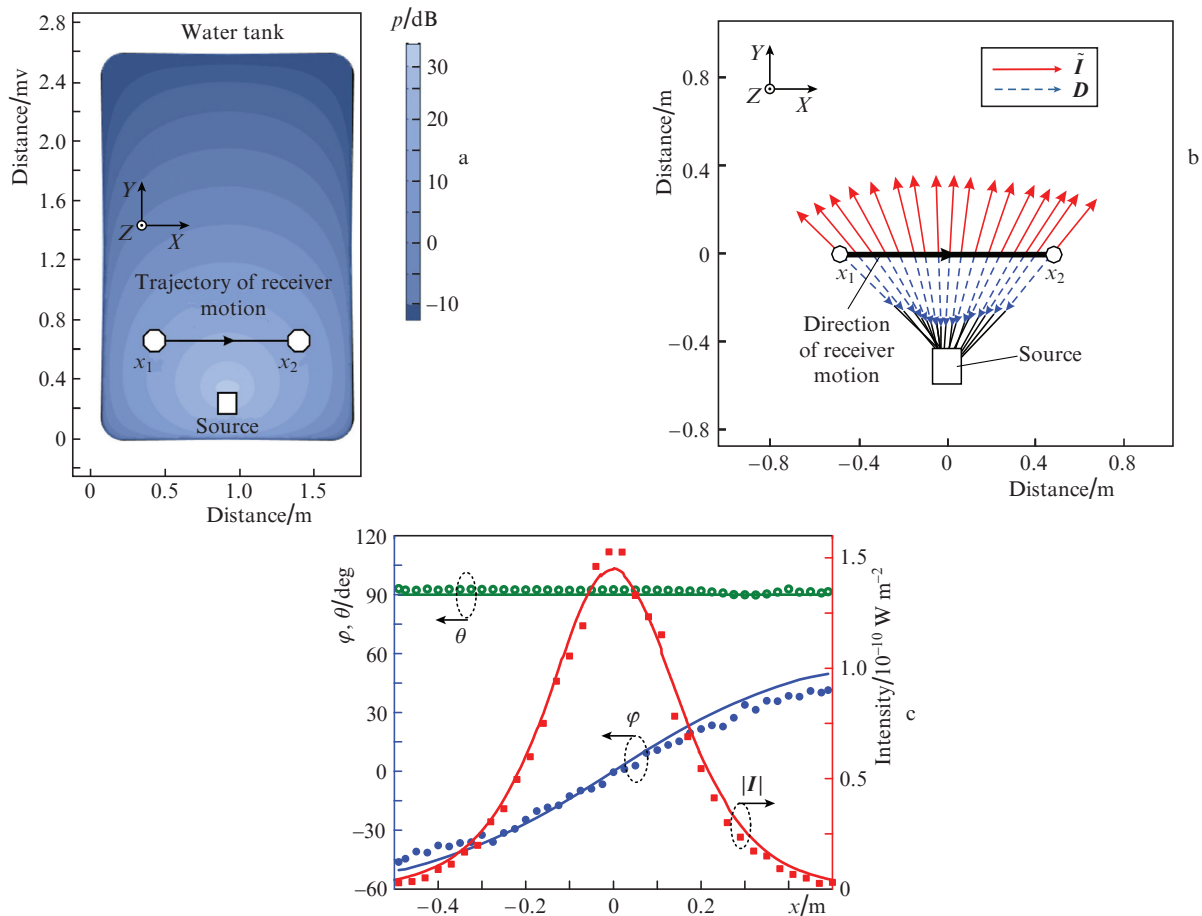 2.8
2.4
2.0
1.6
1.2
0.8
0.4
0
Distance/mv
Water tank
Y
Z
X
Trajectory of receiver
motion
x1
x2
Source
0
0.5
1.0
1.5
Distance/m
p/dB
30
20
10
0
−10
a
Y
Z
X
Ĩ
D
b
0.8
0.4
0
−0.4
−0.8
Distance/m
x1
x2
Direction
of receiver
motion
Source
−0.8
−0.4
0
0.4
0.8
Distance/m
120
90
60
30
0
−30
−60
φ, θ/deg
θ
φ
|I|
c
1.5
1.0
0.5
0
Intensity/10−10 W m−2
−0.4
−0.2
0
0.2
x/m